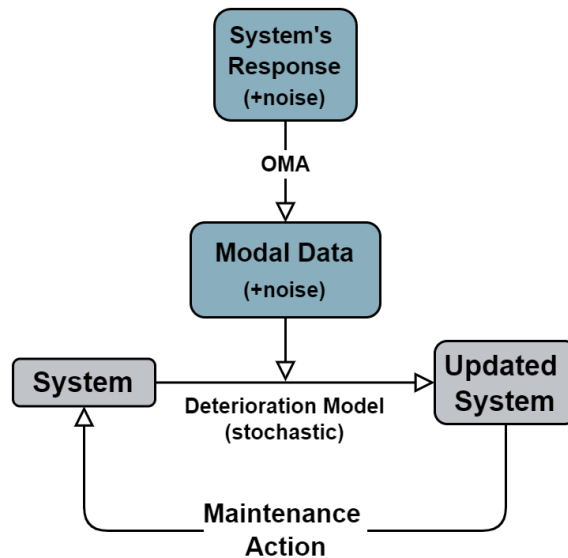 System's
Response
(+noise)
OMA
Modal Data
(+noise)
System
Updated
System
Deterioration Model
(stochastic)
Maintenance
Action